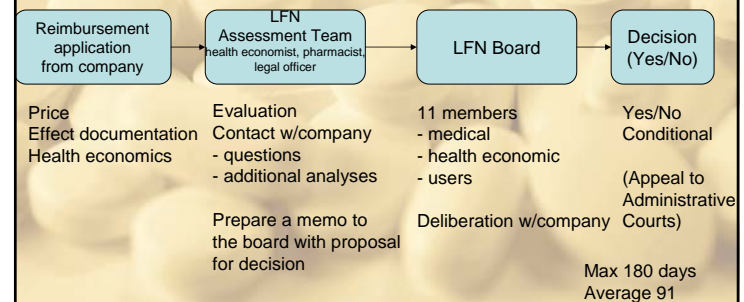 Reimbursement
application
from company
LFN
Assessment Team
health economist, pharmacist,
legal officer
LFN Board
Decision
(Yes/No)
Price
Effect documentation
Health economics
Evaluation
Contact w/company
- questions
- additional analyses
Prepare a memo to
the board with proposal
for decision
11 members
- medical
- health economic
- users
Deliberation w/company
Yes/No
Conditional
(Appeal to
Administrative
Courts)
Max 180 days
Average 91